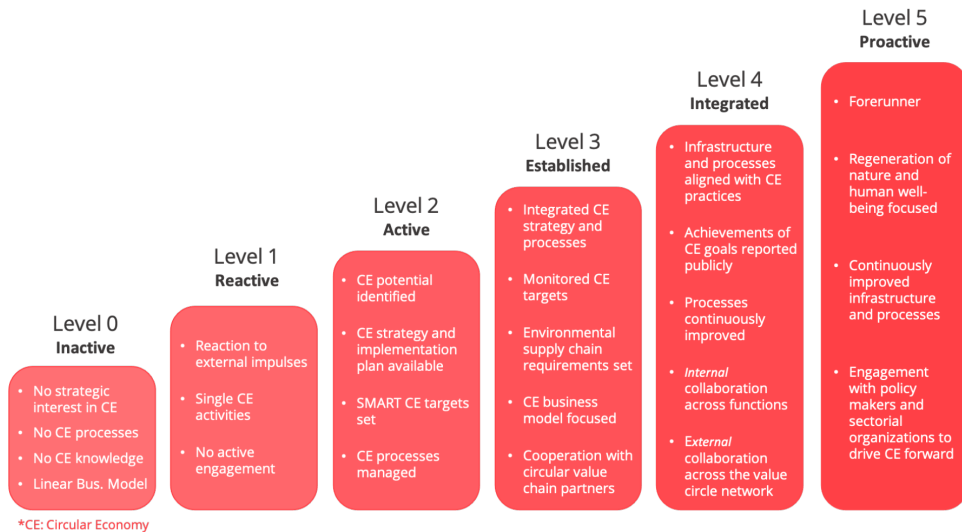 Level 0
Inactive
• No strategic
interest in CE
• No CE processes
• No CE knowledge
• Linear Bus. Model
Level 1
Reactive
• Reaction to
external impulses
• Single CE
activities
• No active
engagement
Level 2
Active
• CE potential
identified
• CE strategy and
implementation
plan available
• SMART CE targets
set
• CE processes
managed
Level 3
Established
• Integrated CE
strategy and
processes
• Monitored CE
targets
• Environmental
supply chain
requirements set
• CE business
model focused
• Cooperation with
circular value
chain partners
Level 4
Integrated
• Infrastructure
and processes
aligned with CE
practices
• Achievements of
CE goals reported
publicly
• Processes
continuously
improved
• Internal
collaboration
across functions
• External
collaboration
across the value
circle network
Level 5
Proactive
• Forerunner
• Regeneration of
nature and
human well-
being focused
• Continuously
improved
infrastructure
and processes
• Engagement
with policy
makers and
sectorial
organizations to
drive CE forward
*CE: Circular Economy